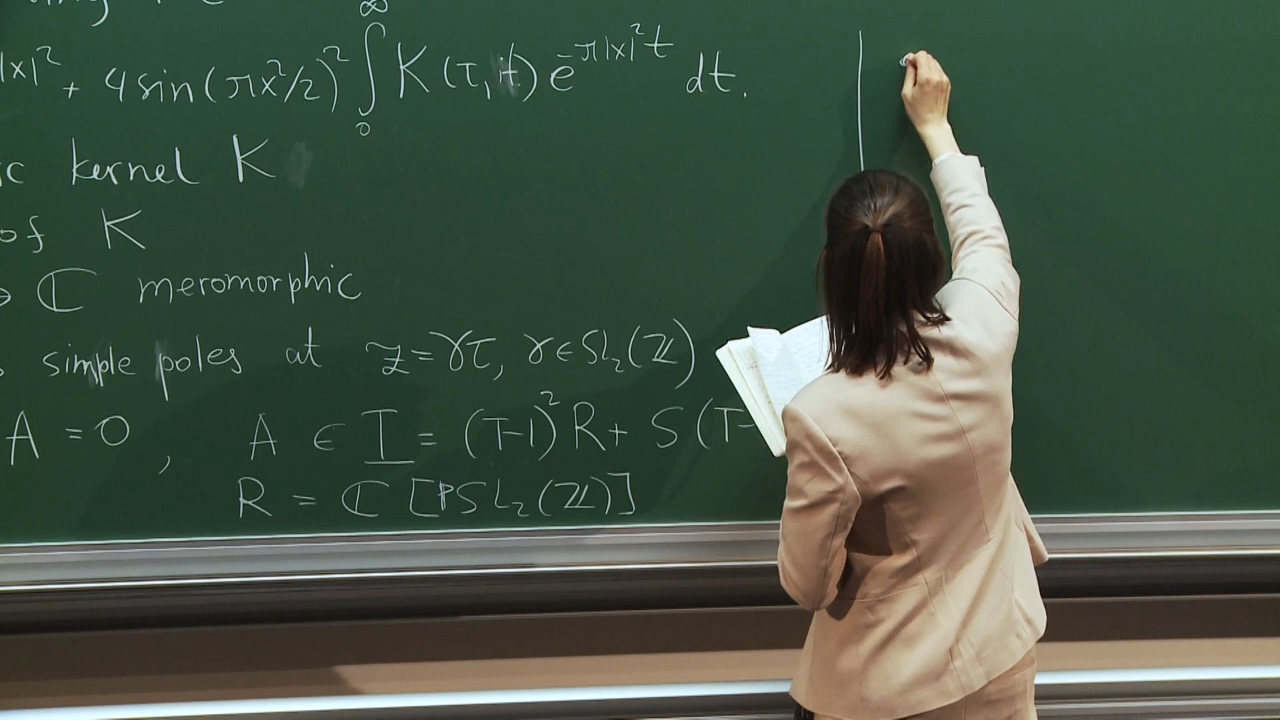 |x|² + 4 sin(πx²/2)² ∫₀^∞ K(τ, it) e^{-π|x|²t} dt.
kernel K
of K
→ ℂ meromorphic
simple poles at z=γτ, γ∈SL₂(ℤ)
A = 0, A ∈ I = (T-1)²R + S(T-
R = ℂ[PSL₂(ℤ)]